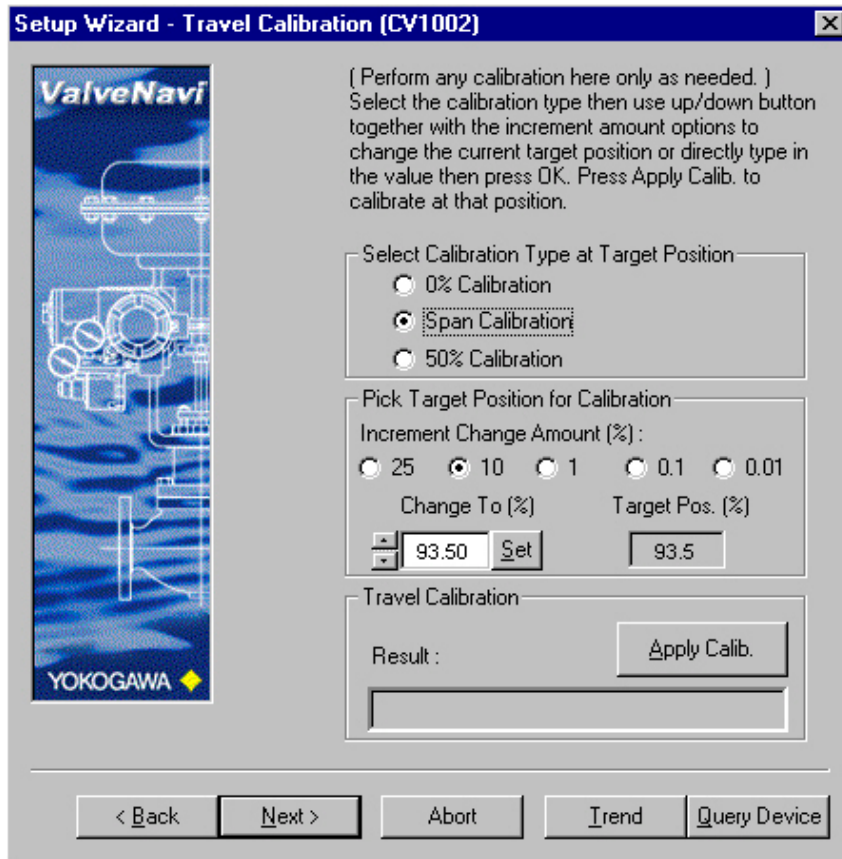 Setup Wizard - Travel Calibration (CV1002)
ValveNavi
( Perform any calibration here only as needed. )
Select the calibration type then use up/down button
together with the increment amount options to
change the current target position or directly type in
the value then press OK. Press Apply Calib. to
calibrate at that position.
Select Calibration Type at Target Position
0% Calibration
Span Calibration
50% Calibration
Pick Target Position for Calibration
Increment Change Amount (%) :
25 10 1 0.1 0.01
Change To (%) Target Pos. (%)
93.50 Set 93.5
Travel Calibration
Result : Apply Calib.
YOKOGAWA
< Back Next > Abort Trend Query Device